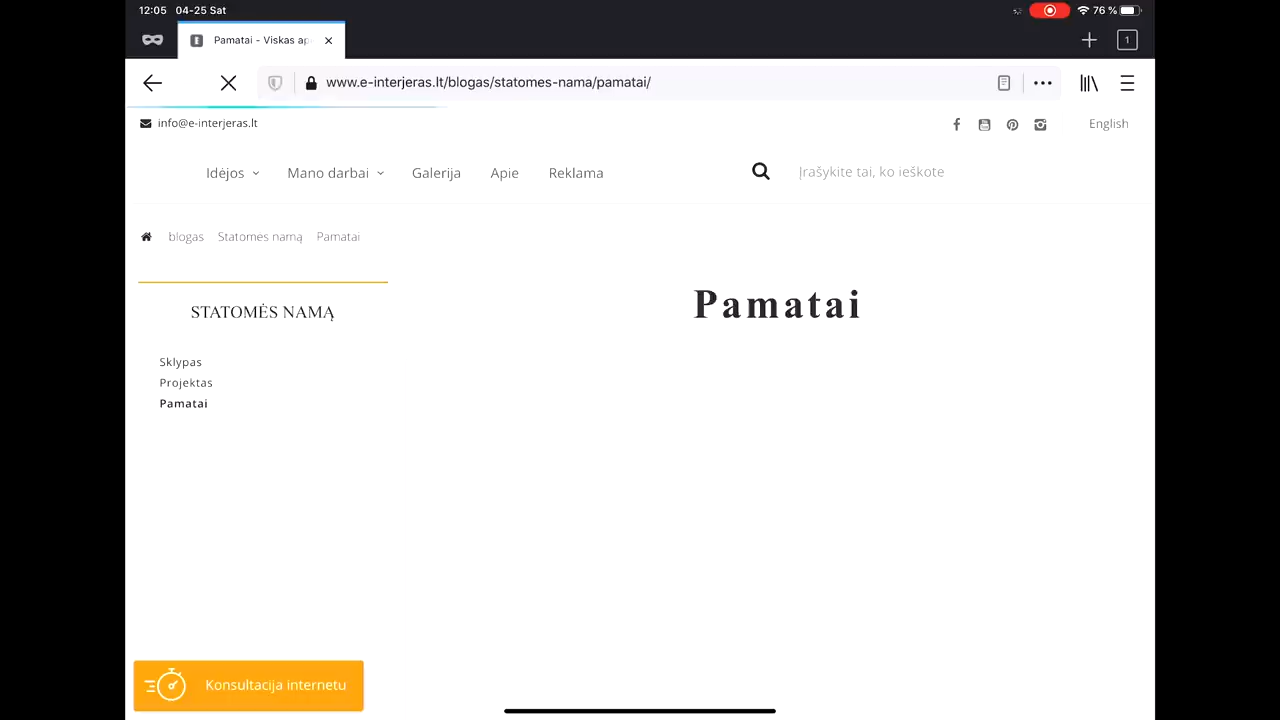 12:05 04-25 Sat
76 %
Pamatai - Viskas ap
1
www.e-interjeras.lt/blogas/statomes-nama/pamatai/
info@e-interjeras.lt
English
Idėjos Mano darbai Galerija Apie Reklama
Įrašykite tai, ko ieškote
blogas Statomės namą Pamatai
STATOMĖS NAMĄ
Pamatai
Sklypas
Projektas
Pamatai
Konsultacija internetu